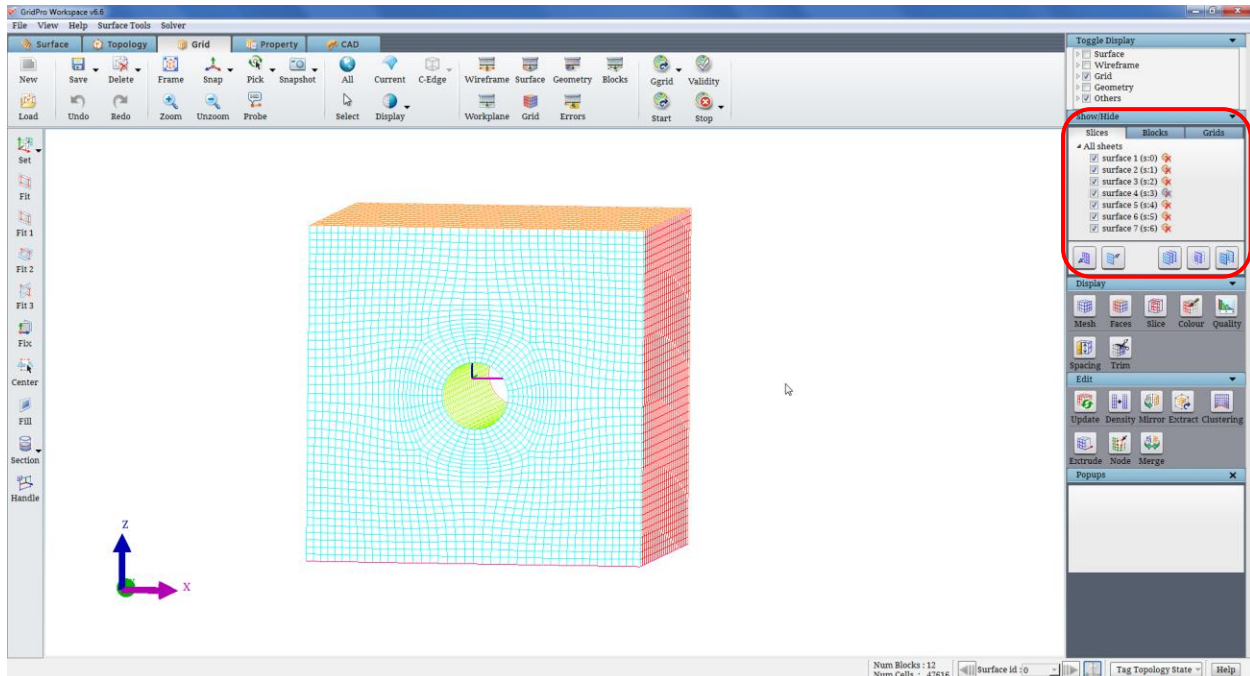 GridPro Workspace v6.6
File View Help Surface Tools Solver
Surface Topology Grid Property CAD
New Save Delete Frame Snap Pick Snapshot All Current C-Edge Wireframe Surface Geometry Blocks Ggrid Validity
Load Undo Redo Zoom Unzoom Probe Select Display Workplane Grid Errors Start Stop
Set
Fit
Fit 1
Fit 2
Fit 3
Fix
Center
Fill
Section
Handle
Z
X
Toggle Display
Surface
Wireframe
Grid
Geometry
Others
Show/Hide
Slices Blocks Grids
All sheets
surface 1 (s:0)
surface 2 (s:1)
surface 3 (s:2)
surface 4 (s:3)
surface 5 (s:4)
surface 6 (s:5)
surface 7 (s:6)
Display
Mesh Faces Slice Colour Quality
Spacing Trim
Edit
Update Density Mirror Extract Clustering
Extrude Node Merge
Popups X
Num Blocks : 12
Num Cells : 47616
Surface id : 0
Tag Topology State
Help